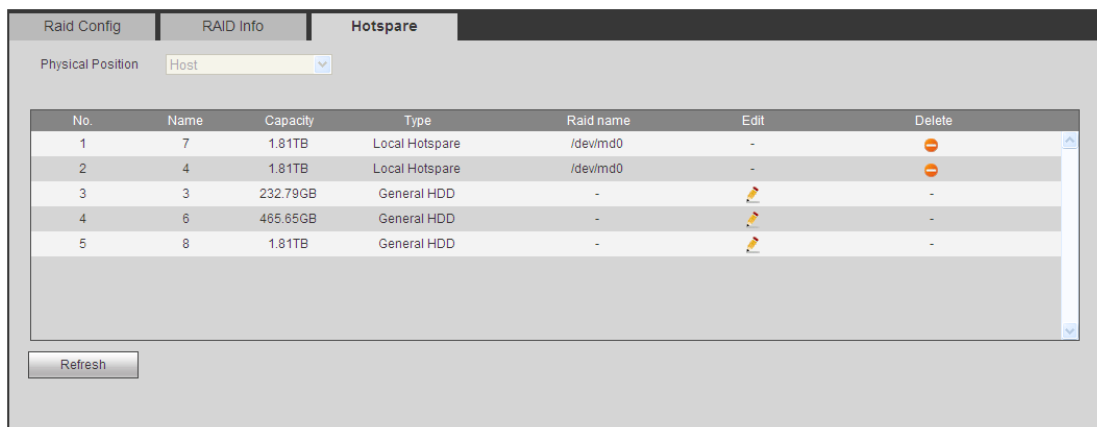 Raid Config RAID Info Hotspare
Physical Position Host
No. Name Capacity Type Raid name Edit Delete
1 7 1.81TB Local Hotspare /dev/md0 -
2 4 1.81TB Local Hotspare /dev/md0 -
3 3 232.79GB General HDD - -
4 6 465.65GB General HDD - -
5 8 1.81TB General HDD - -
Refresh